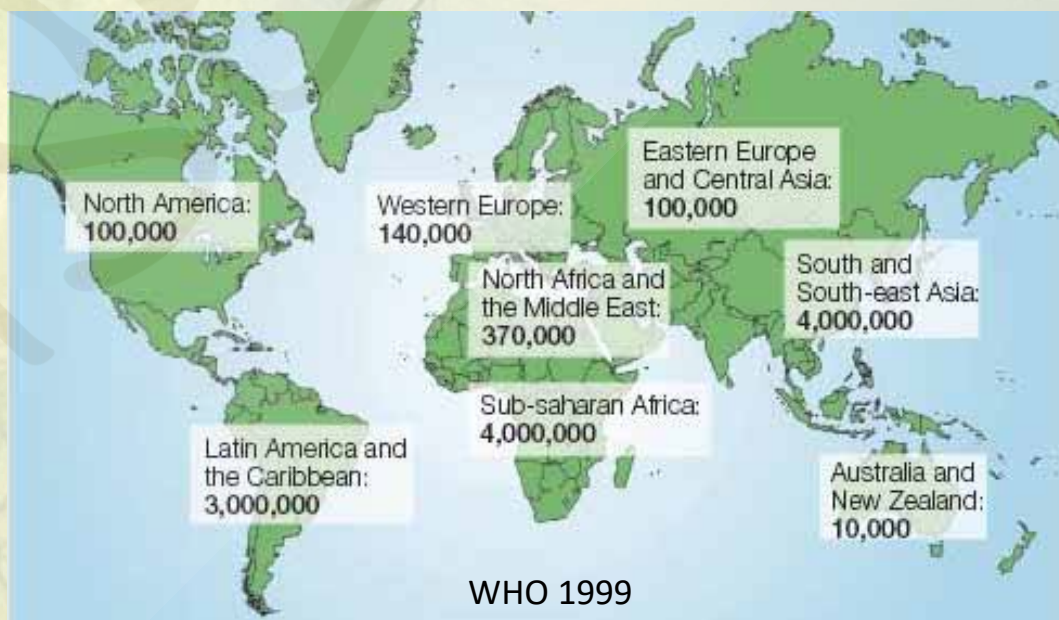 North America:
100,000
Western Europe:
140,000
Eastern Europe
and Central Asia:
100,000
North Africa and
the Middle East:
370,000
South and
South-east Asia:
4,000,000
Sub-saharan Africa:
4,000,000
Latin America and
the Caribbean:
3,000,000
Australia and
New Zealand:
10,000
WHO 1999